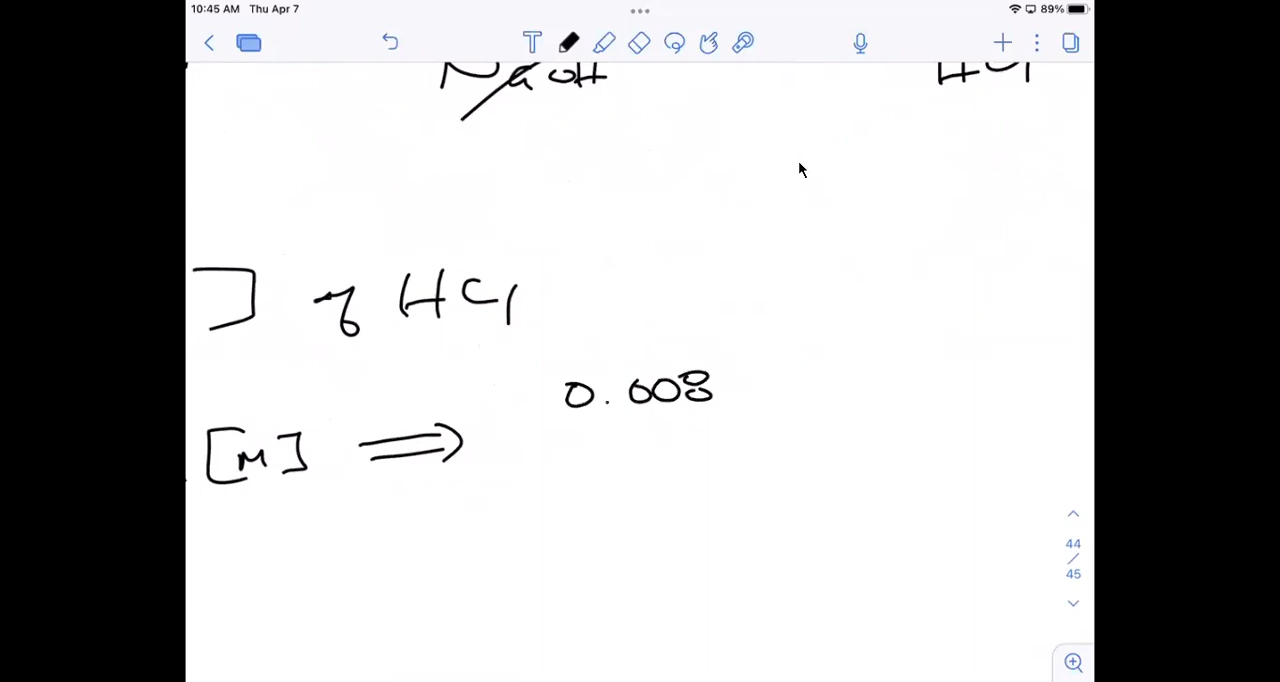 10:45 AM Thu Apr 7 89%
NaOH HCl
] of HCl
0.008
[M] ⇒
44
/
45